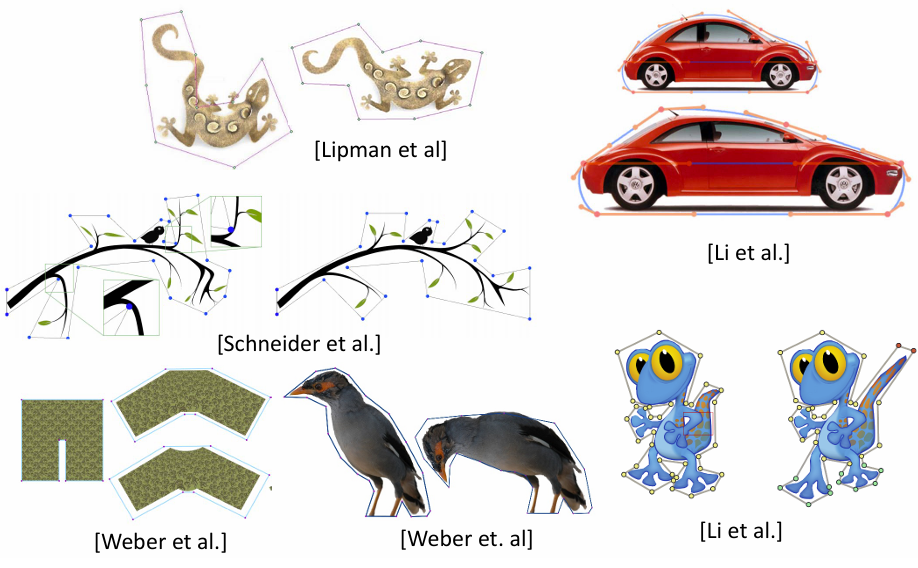 [Lipman et al]
[Li et al.]
[Schneider et al.]
[Weber et al.]
[Weber et. al]
[Li et al.]